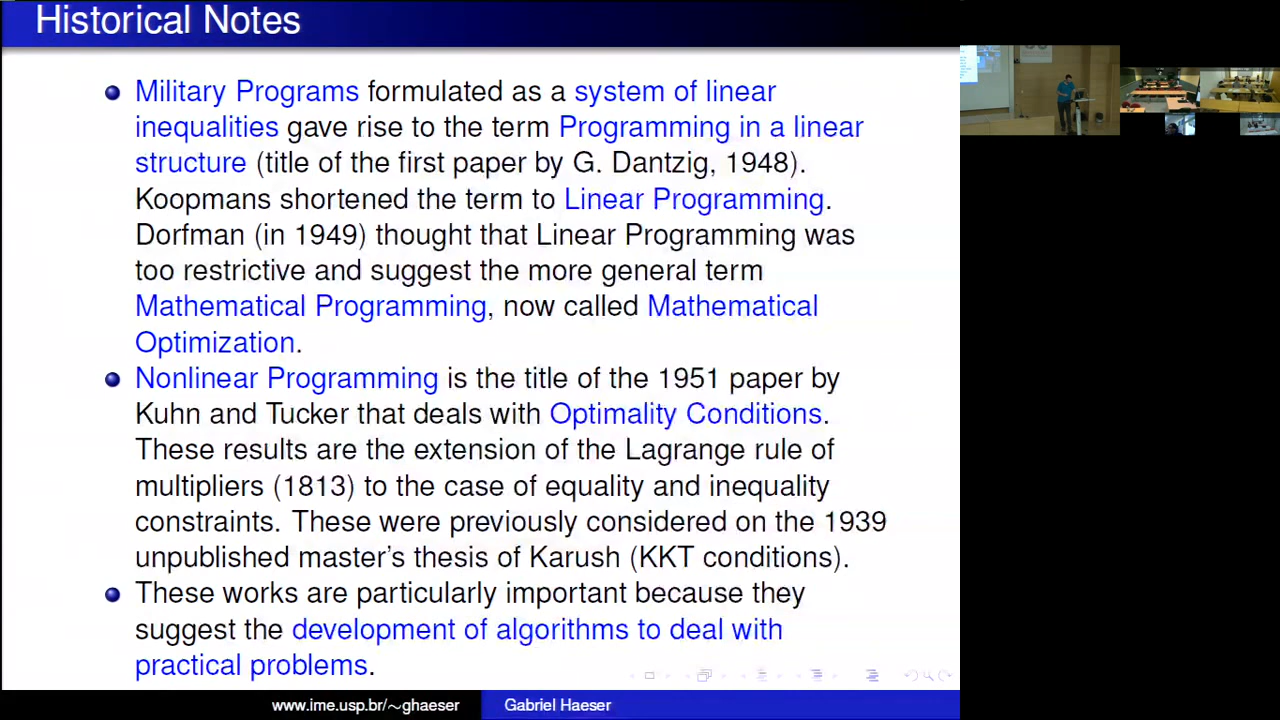 Historical Notes
Military Programs formulated as a system of linear
inequalities gave rise to the term Programming in a linear
structure (title of the first paper by G. Dantzig, 1948).
Koopmans shortened the term to Linear Programming.
Dorfman (in 1949) thought that Linear Programming was
too restrictive and suggest the more general term
Mathematical Programming, now called Mathematical
Optimization.
Nonlinear Programming is the title of the 1951 paper by
Kuhn and Tucker that deals with Optimality Conditions.
These results are the extension of the Lagrange rule of
multipliers (1813) to the case of equality and inequality
constraints. These were previously considered on the 1939
unpublished master's thesis of Karush (KKT conditions).
These works are particularly important because they
suggest the development of algorithms to deal with
practical problems.
www.ime.usp.br/~ghaeser
Gabriel Haeser